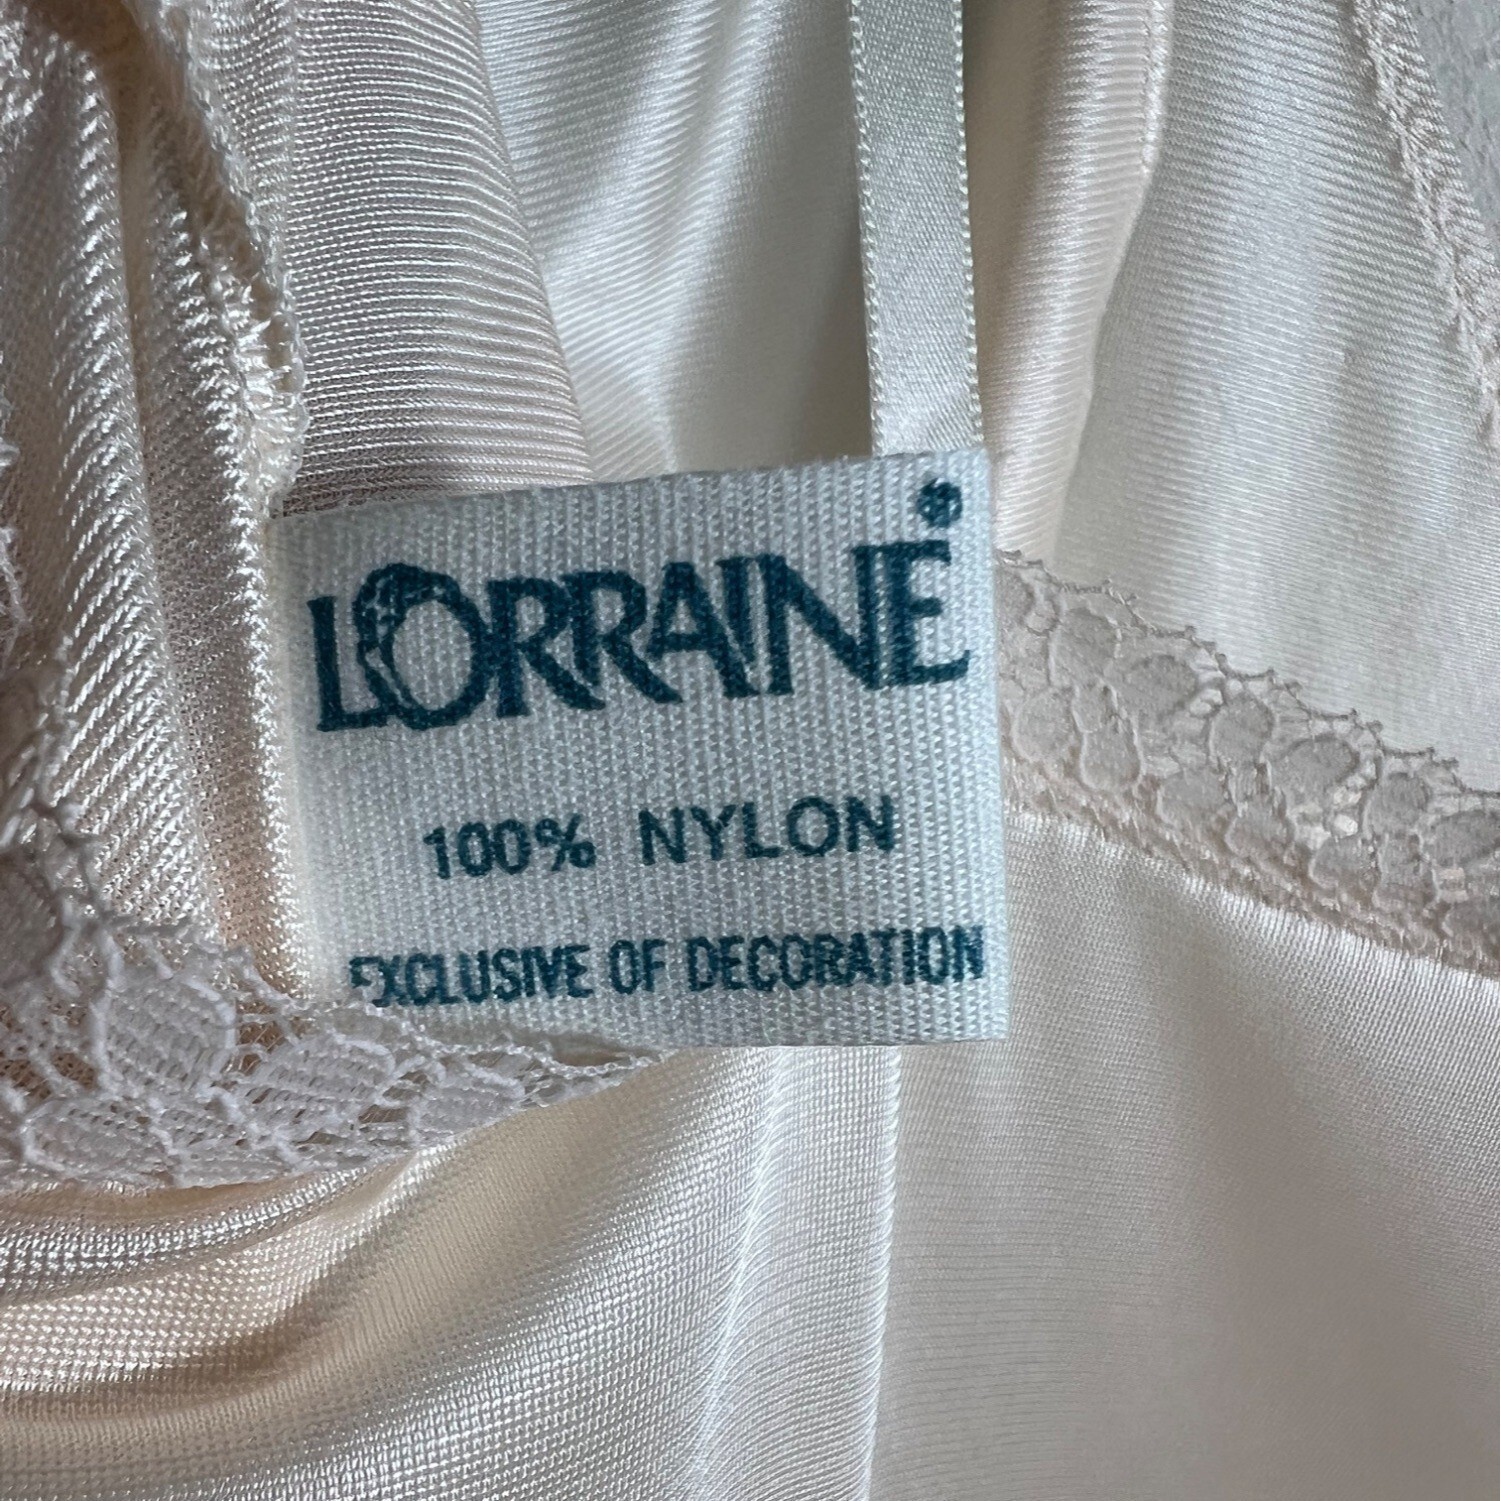 LORRAINE®
100% NYLON
EXCLUSIVE OF DECORATION